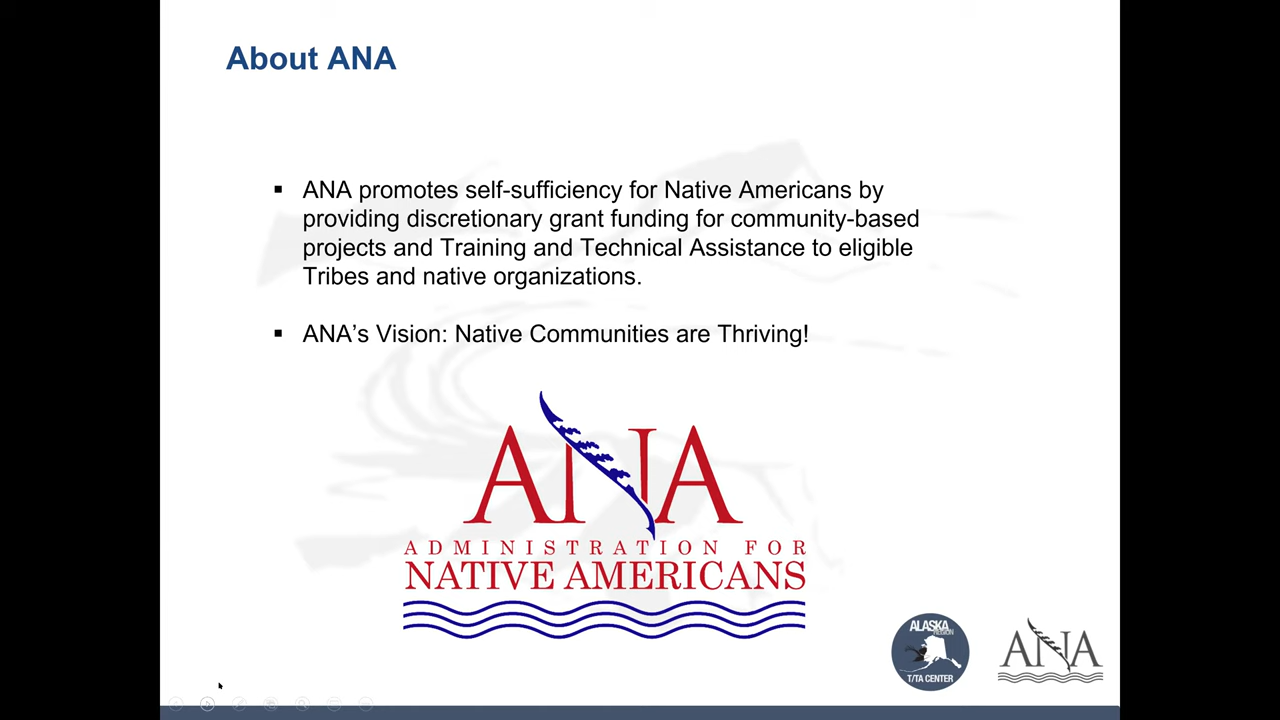 About ANA
▪ ANA promotes self-sufficiency for Native Americans by
providing discretionary grant funding for community-based
projects and Training and Technical Assistance to eligible
Tribes and native organizations.
▪ ANA’s Vision: Native Communities are Thriving!
ANA
ADMINISTRATION FOR
NATIVE AMERICANS
ALASKA
REGION
T/TA CENTER
ANA